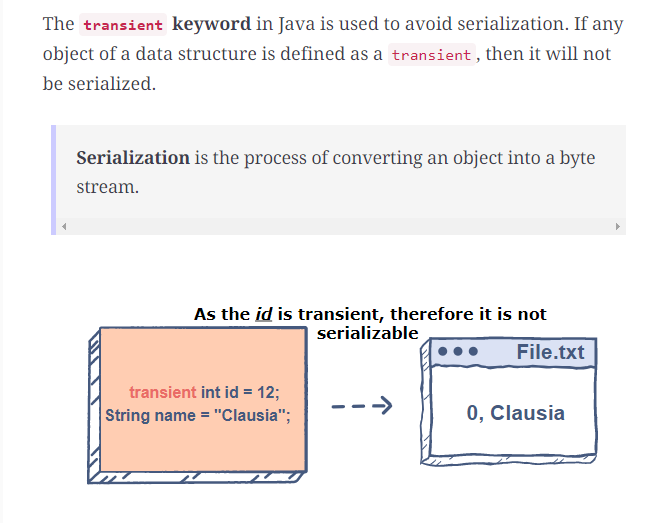 The transient keyword in Java is used to avoid serialization. If any
object of a data structure is defined as a transient, then it will not
be serialized.
Serialization is the process of converting an object into a byte
stream.
As the id is transient, therefore it is not
serializable
File.txt
transient int id = 12;
String name = "Clausia";
0, Clausia